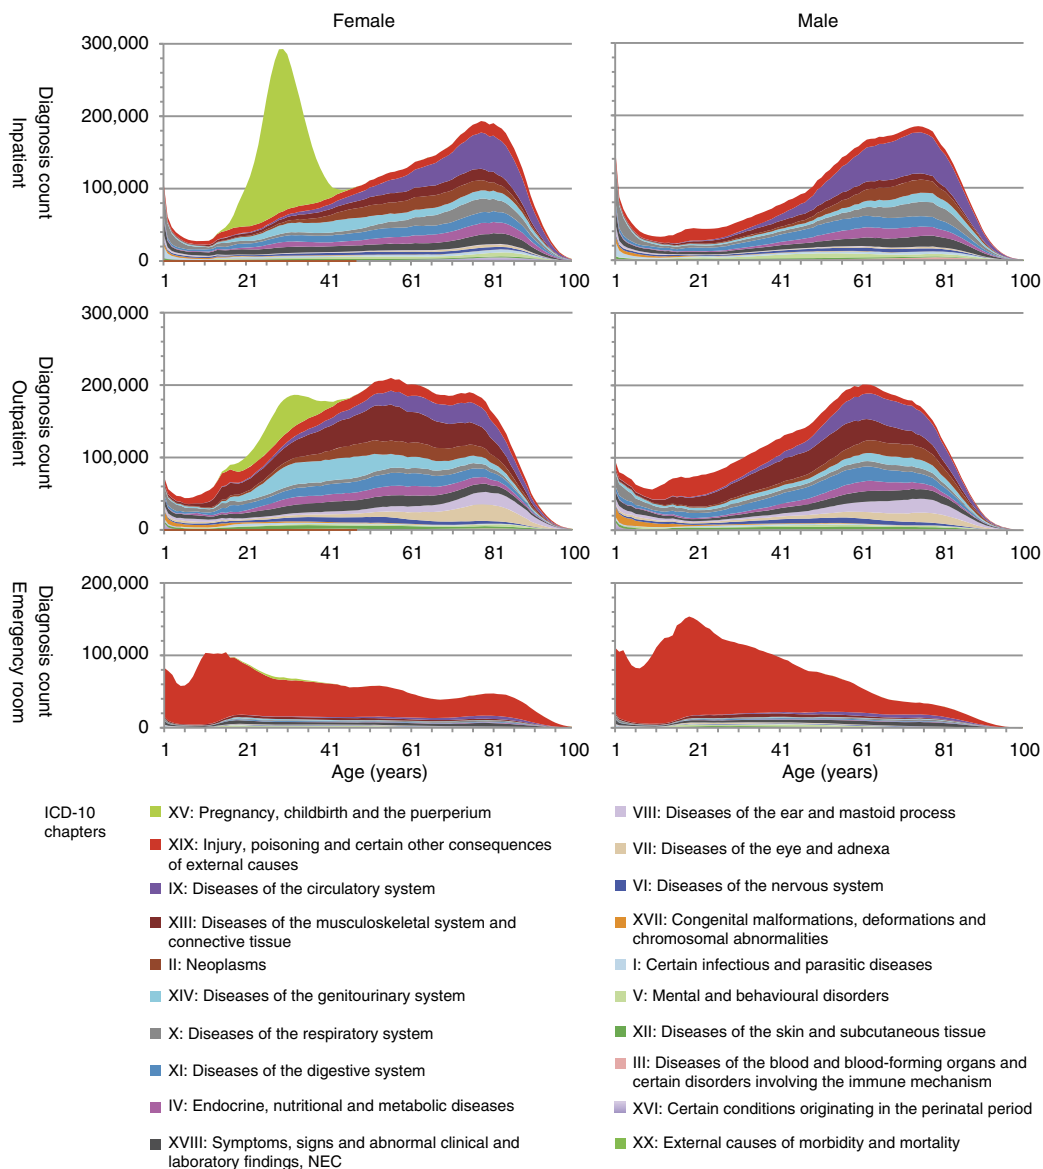 Female
Male
Diagnosis count
Inpatient
300,000
200,000
100,000
0
1 21 41 61 81 100
1 21 41 61 81 100
Diagnosis count
Outpatient
300,000
200,000
100,000
0
1 21 41 61 81 100
1 21 41 61 81 100
Diagnosis count
Emergency room
200,000
100,000
0
1 21 41 61 81 100
1 21 41 61 81 100
Age (years)
Age (years)
ICD-10
chapters
XV: Pregnancy, childbirth and the puerperium
XIX: Injury, poisoning and certain other consequences
of external causes
IX: Diseases of the circulatory system
XIII: Diseases of the musculoskeletal system and
connective tissue
II: Neoplasms
XIV: Diseases of the genitourinary system
X: Diseases of the respiratory system
XI: Diseases of the digestive system
IV: Endocrine, nutritional and metabolic diseases
XVIII: Symptoms, signs and abnormal clinical and
laboratory findings, NEC
VIII: Diseases of the ear and mastoid process
VII: Diseases of the eye and adnexa
VI: Diseases of the nervous system
XVII: Congenital malformations, deformations and
chromosomal abnormalities
I: Certain infectious and parasitic diseases
V: Mental and behavioural disorders
XII: Diseases of the skin and subcutaneous tissue
III: Diseases of the blood and blood-forming organs and
certain disorders involving the immune mechanism
XVI: Certain conditions originating in the perinatal period
XX: External causes of morbidity and mortality